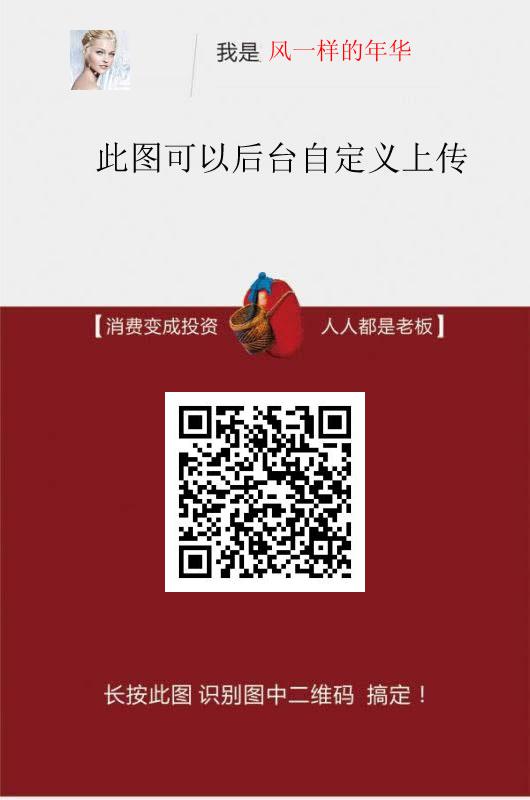 我是 风一样的年华
此图可以后台自定义上传
【消费变成投资 人人都是老板】
长按此图 识别图中二维码 搞定！